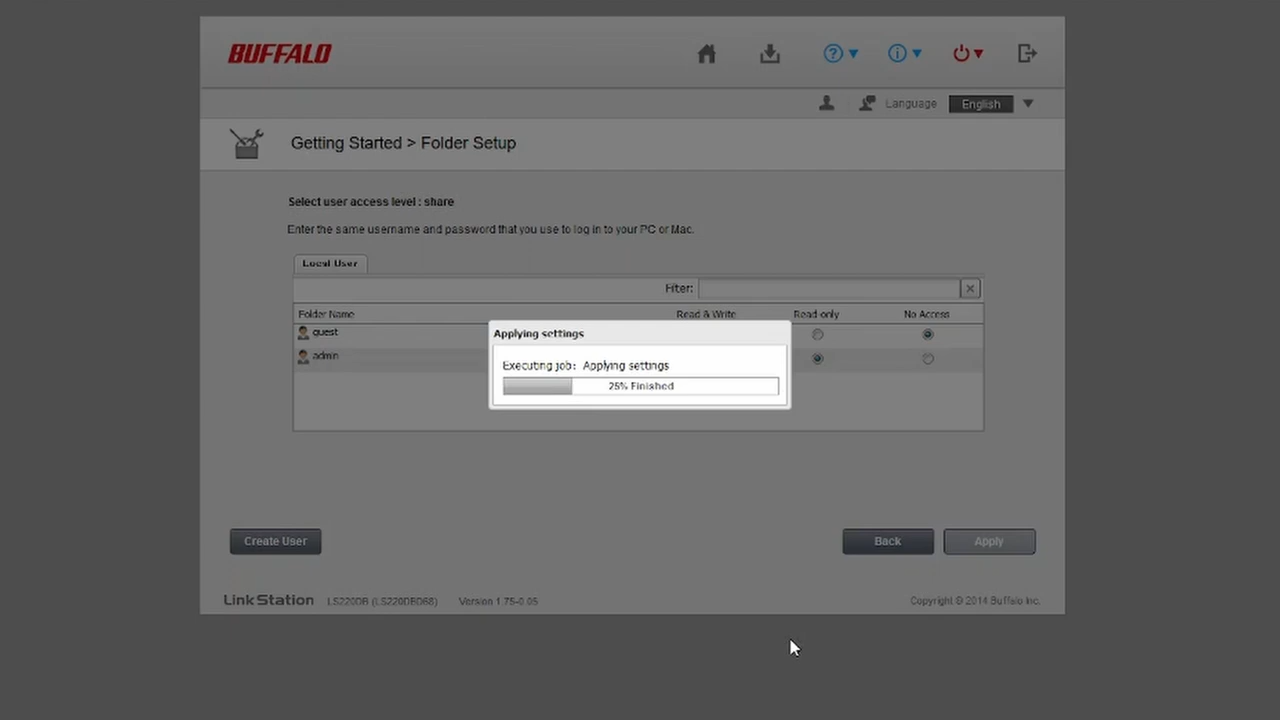 BUFFALO
Language English
Getting Started > Folder Setup
Select user access level : share
Enter the same username and password that you use to log in to your PC or Mac.
Local User
Filter:
Folder Name Read & Write Read-only No Access
guest
admin
Applying settings
Executing job: Applying settings
25% Finished
Create User Back Apply
LinkStation LS220DB (LS220DBD68) Version 1.75-0.05 Copyright © 2014 Buffalo Inc.